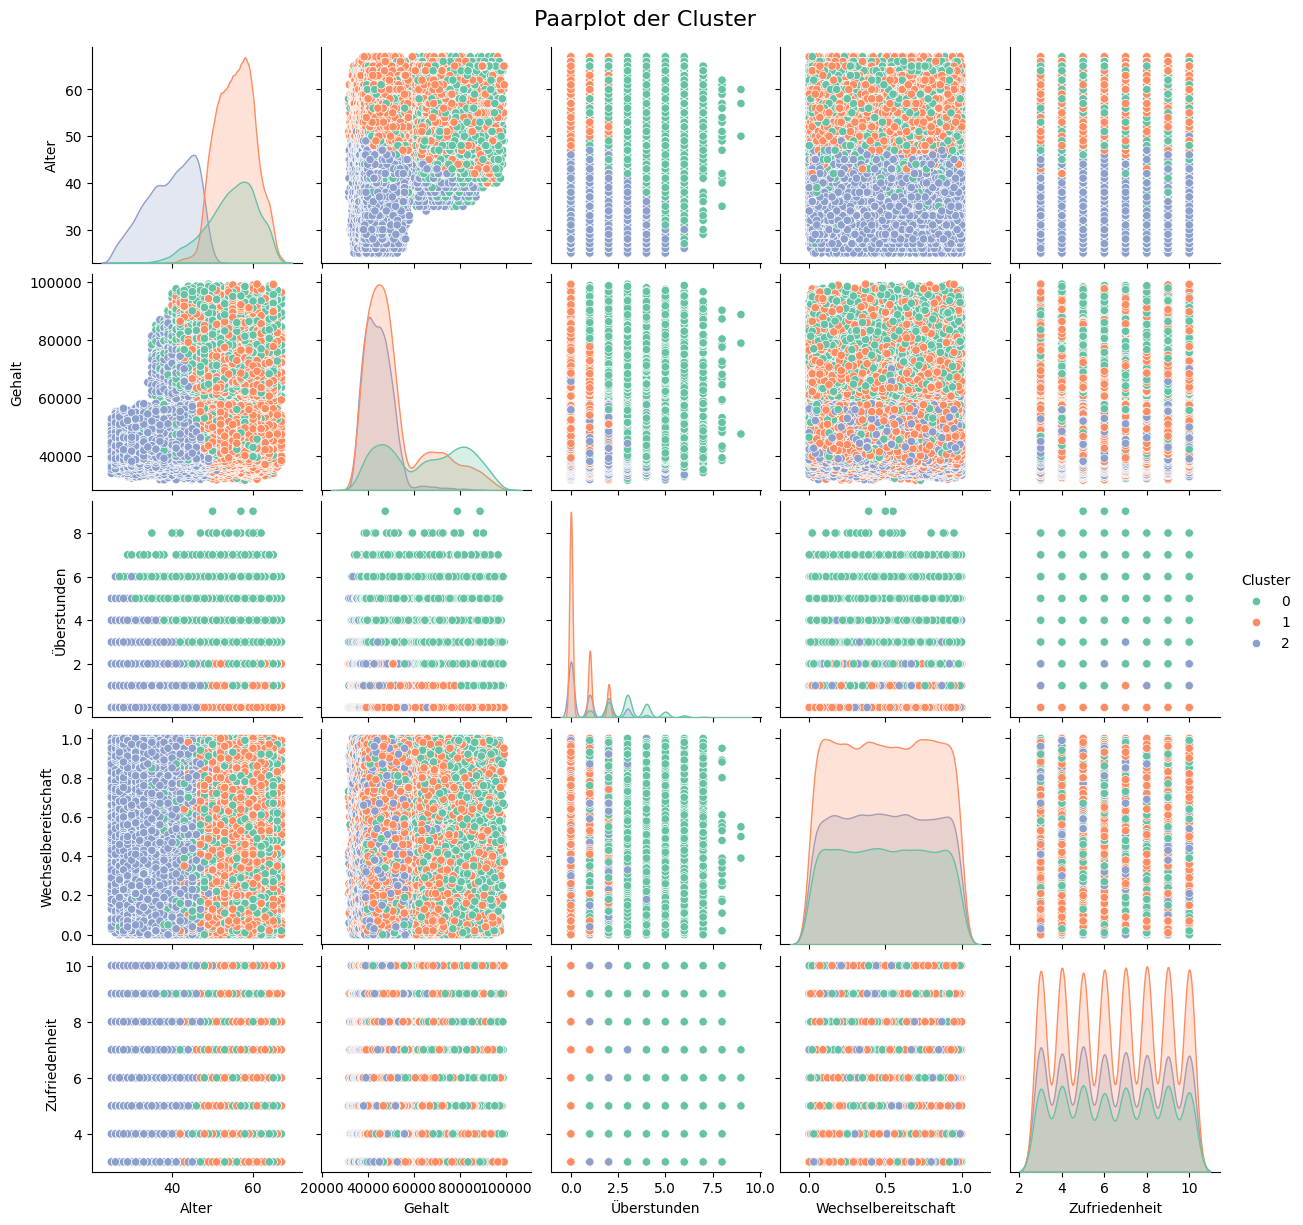 Paarplot der Cluster
Alter
60
50
40
30
Gehalt
100000
80000
60000
40000
Überstunden
8
6
4
2
0
Cluster
0
1
2
Wechselbereitschaft
1.0
0.8
0.6
0.4
0.2
0.0
Zufriedenheit
10
8
6
4
40 60
20000 40000 60000 80000 100000
0.0 2.5 5.0 7.5 10.0
0.0 0.5 1.0
2 4 6 8 10
Alter
Gehalt
Überstunden
Wechselbereitschaft
Zufriedenheit